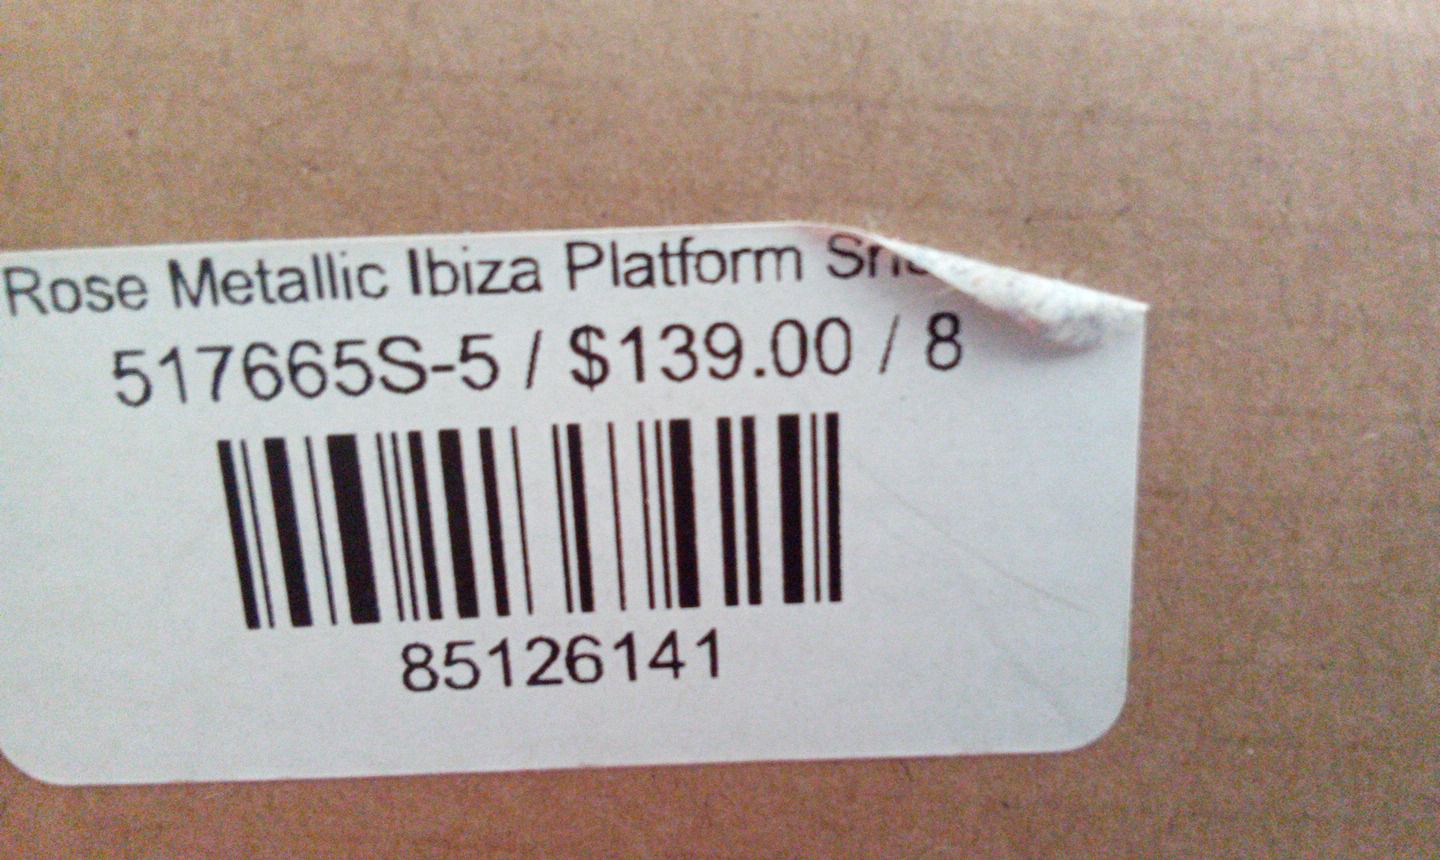 Rose Metallic Ibiza Platform
517665S-5 / $139.00 / 8
85126141